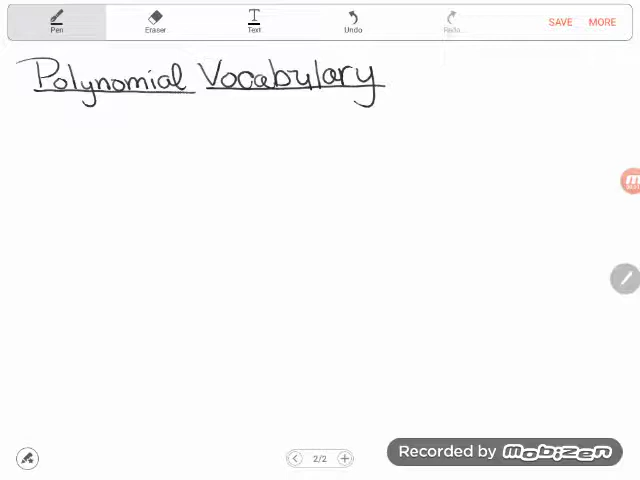 Pen Eraser Text Undo Redo... SAVE MORE
Polynomial Vocabulary
2/2
Recorded by mobizen